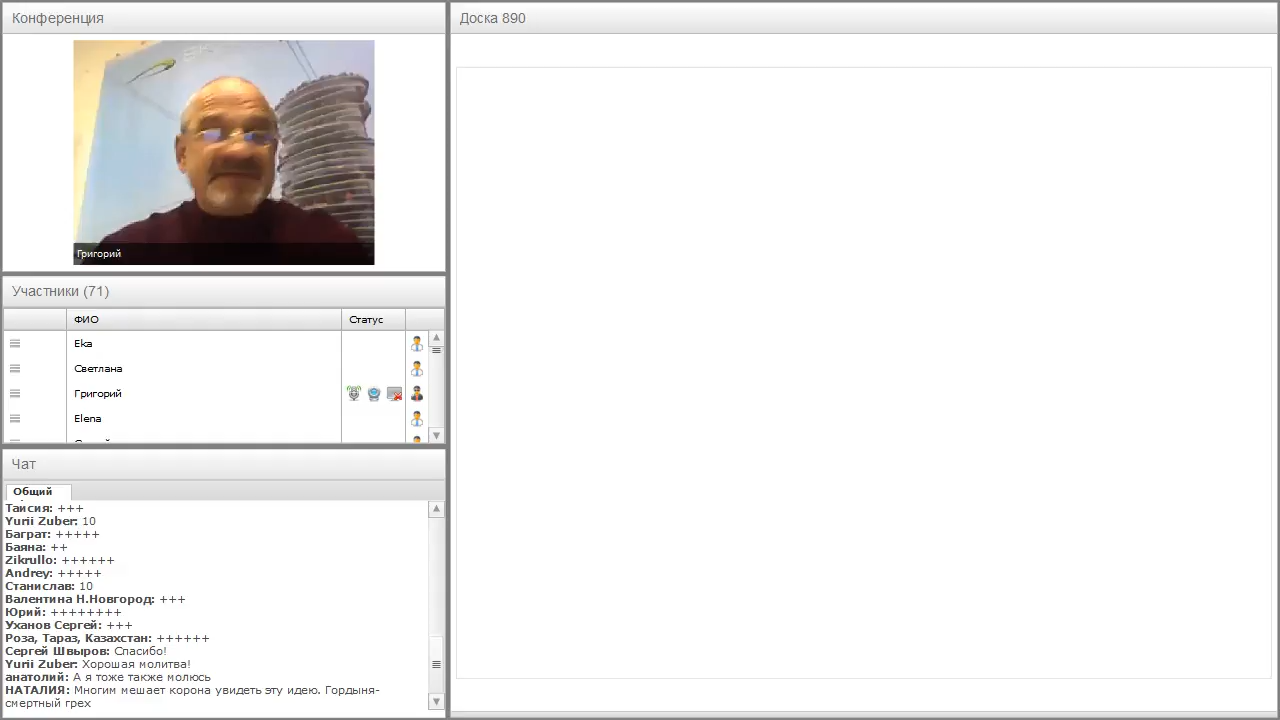 Конференция
Доска 890
Григорий
Участники (71)
ФИО
Статус
Eka
Светлана
Григорий
Elena
Чат
Общий
Таисия: +++
Yurii Zuber: 10
Баграт: +++++
Баяна: ++
Zikrullo: ++++++
Andrey: +++++
Станислав: 10
Валентина Н.Новгород: +++
Юрий: ++++++++
Уханов Сергей: +++
Роза, Тараз, Казахстан: ++++++
Сергей Швыров: Спасибо!
Yurii Zuber: Хорошая молитва!
анатолий: А я тоже также молюсь
НАТАЛИЯ: Многим мешает корона увидеть эту идею. Гордыня-
смертный грех